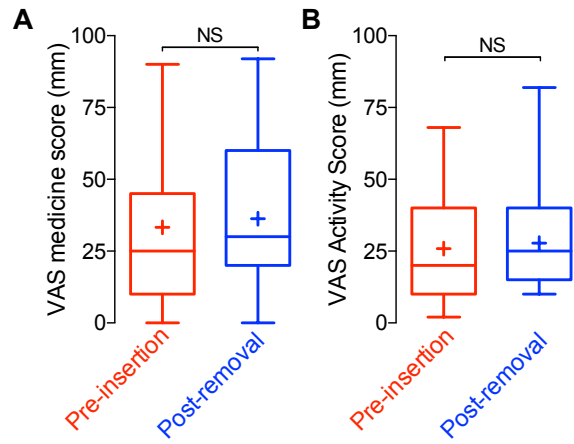 A
VAS medicine score (mm)
100
75
50
25
0
NS
Pre-insertion
Post-removal
B
VAS Activity Score (mm)
100
75
50
25
0
NS
Pre-insertion
Post-removal